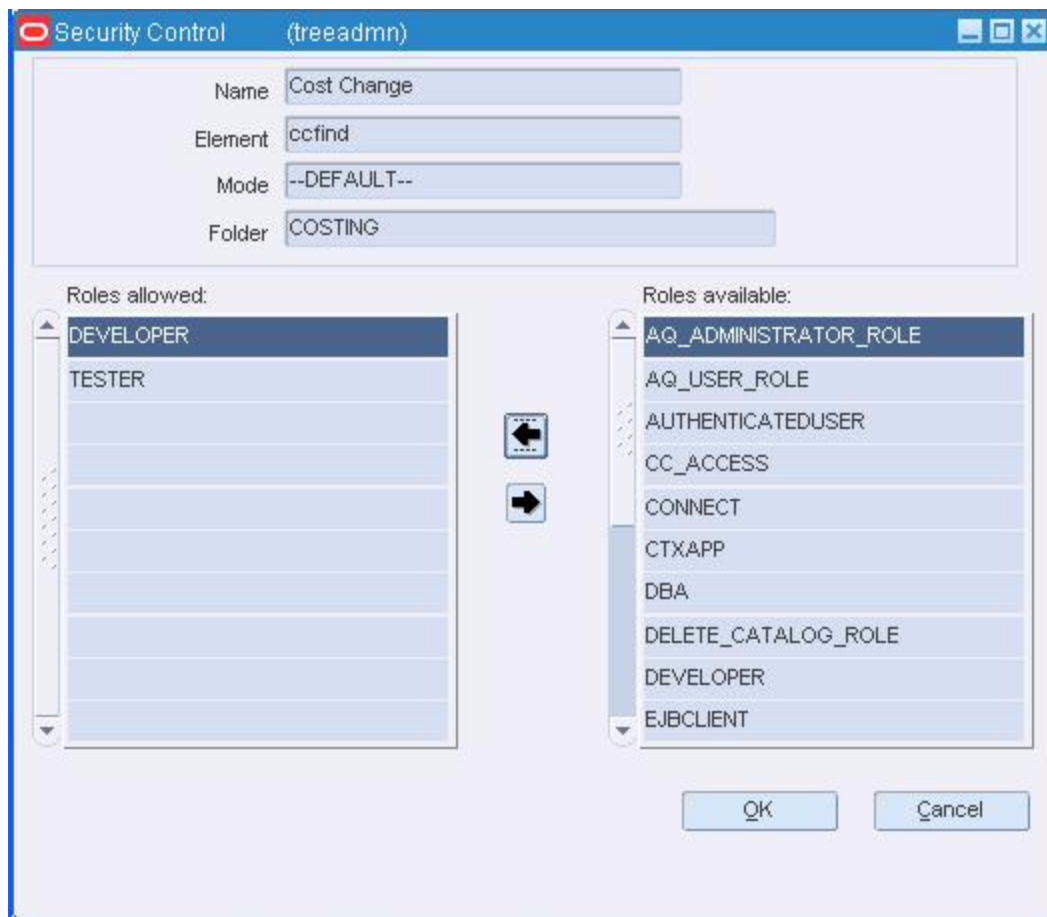 Security Control (treeadmn)
Name Cost Change
Element ccfind
Mode --DEFAULT--
Folder COSTING
Roles allowed:
DEVELOPER
TESTER
Roles available:
AQ_ADMINISTRATOR_ROLE
AQ_USER_ROLE
AUTHENTICATEDUSER
CC_ACCESS
CONNECT
CTXAPP
DBA
DELETE_CATALOG_ROLE
DEVELOPER
EJBCLIENT
OK Cancel